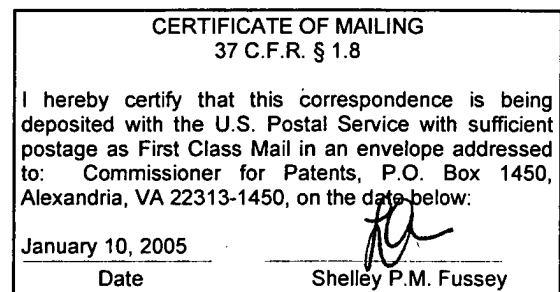 CERTIFICATE OF MAILING
37 C.F.R. § 1.8
I hereby certify that this correspondence is being
deposited with the U.S. Postal Service with sufficient
postage as First Class Mail in an envelope addressed
to: Commissioner for Patents, P.O. Box 1450,
Alexandria, VA 22313-1450, on the date below:
January 10, 2005
Date Shelley P.M. Fussey